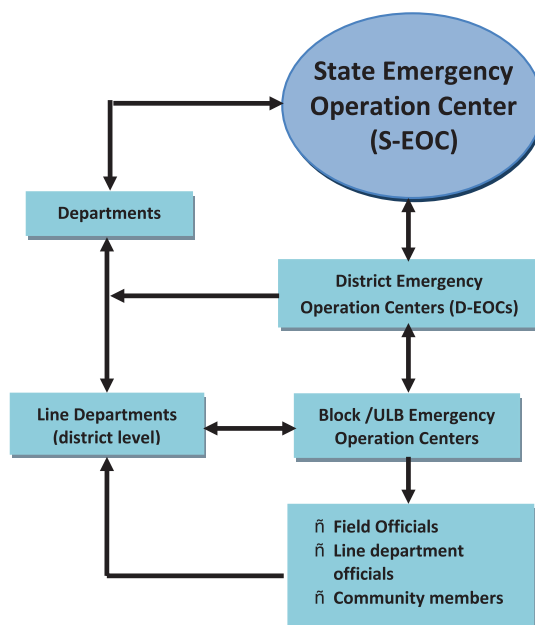 State Emergency
Operation Center
(S-EOC)
Departments
District Emergency
Operation Centers (D-EOCs)
Line Departments
(district level)
Block /ULB Emergency
Operation Centers
ñ Field Officials
ñ Line department
officials
ñ Community members